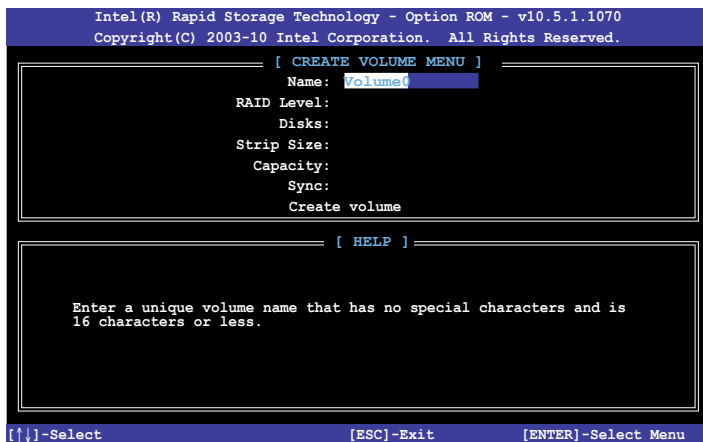 Intel(R) Rapid Storage Technology - Option ROM - v10.5.1.1070
Copyright(C) 2003-10 Intel Corporation. All Rights Reserved.
[ CREATE VOLUME MENU ]
Name: Volume0
RAID Level:
Disks:
Strip Size:
Capacity:
Sync:
Create volume
[ HELP ]
Enter a unique volume name that has no special characters and is
16 characters or less.
[↑↓]-Select [ESC]-Exit [ENTER]-Select Menu